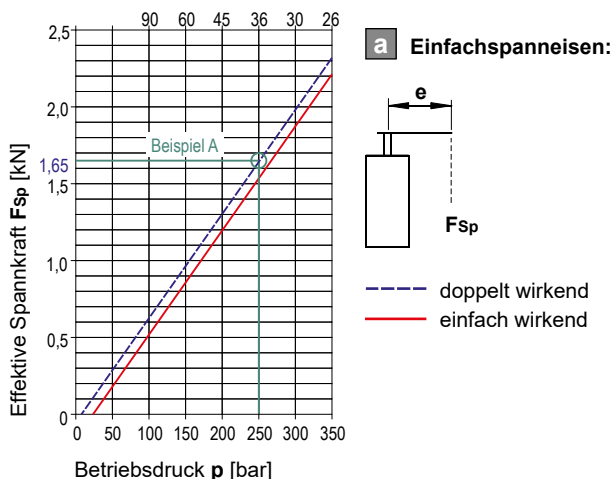 90 60 45 36 30 26
2,5
2,0
1,65
1,5
1,0
0,5
0
Effektive Spannkraft FSp [kN]
Beispiel A
0 50 100 150 200 250 300 350
Betriebsdruck p [bar]
a Einfachspanneisen:
e
FSp
doppelt wirkend
einfach wirkend